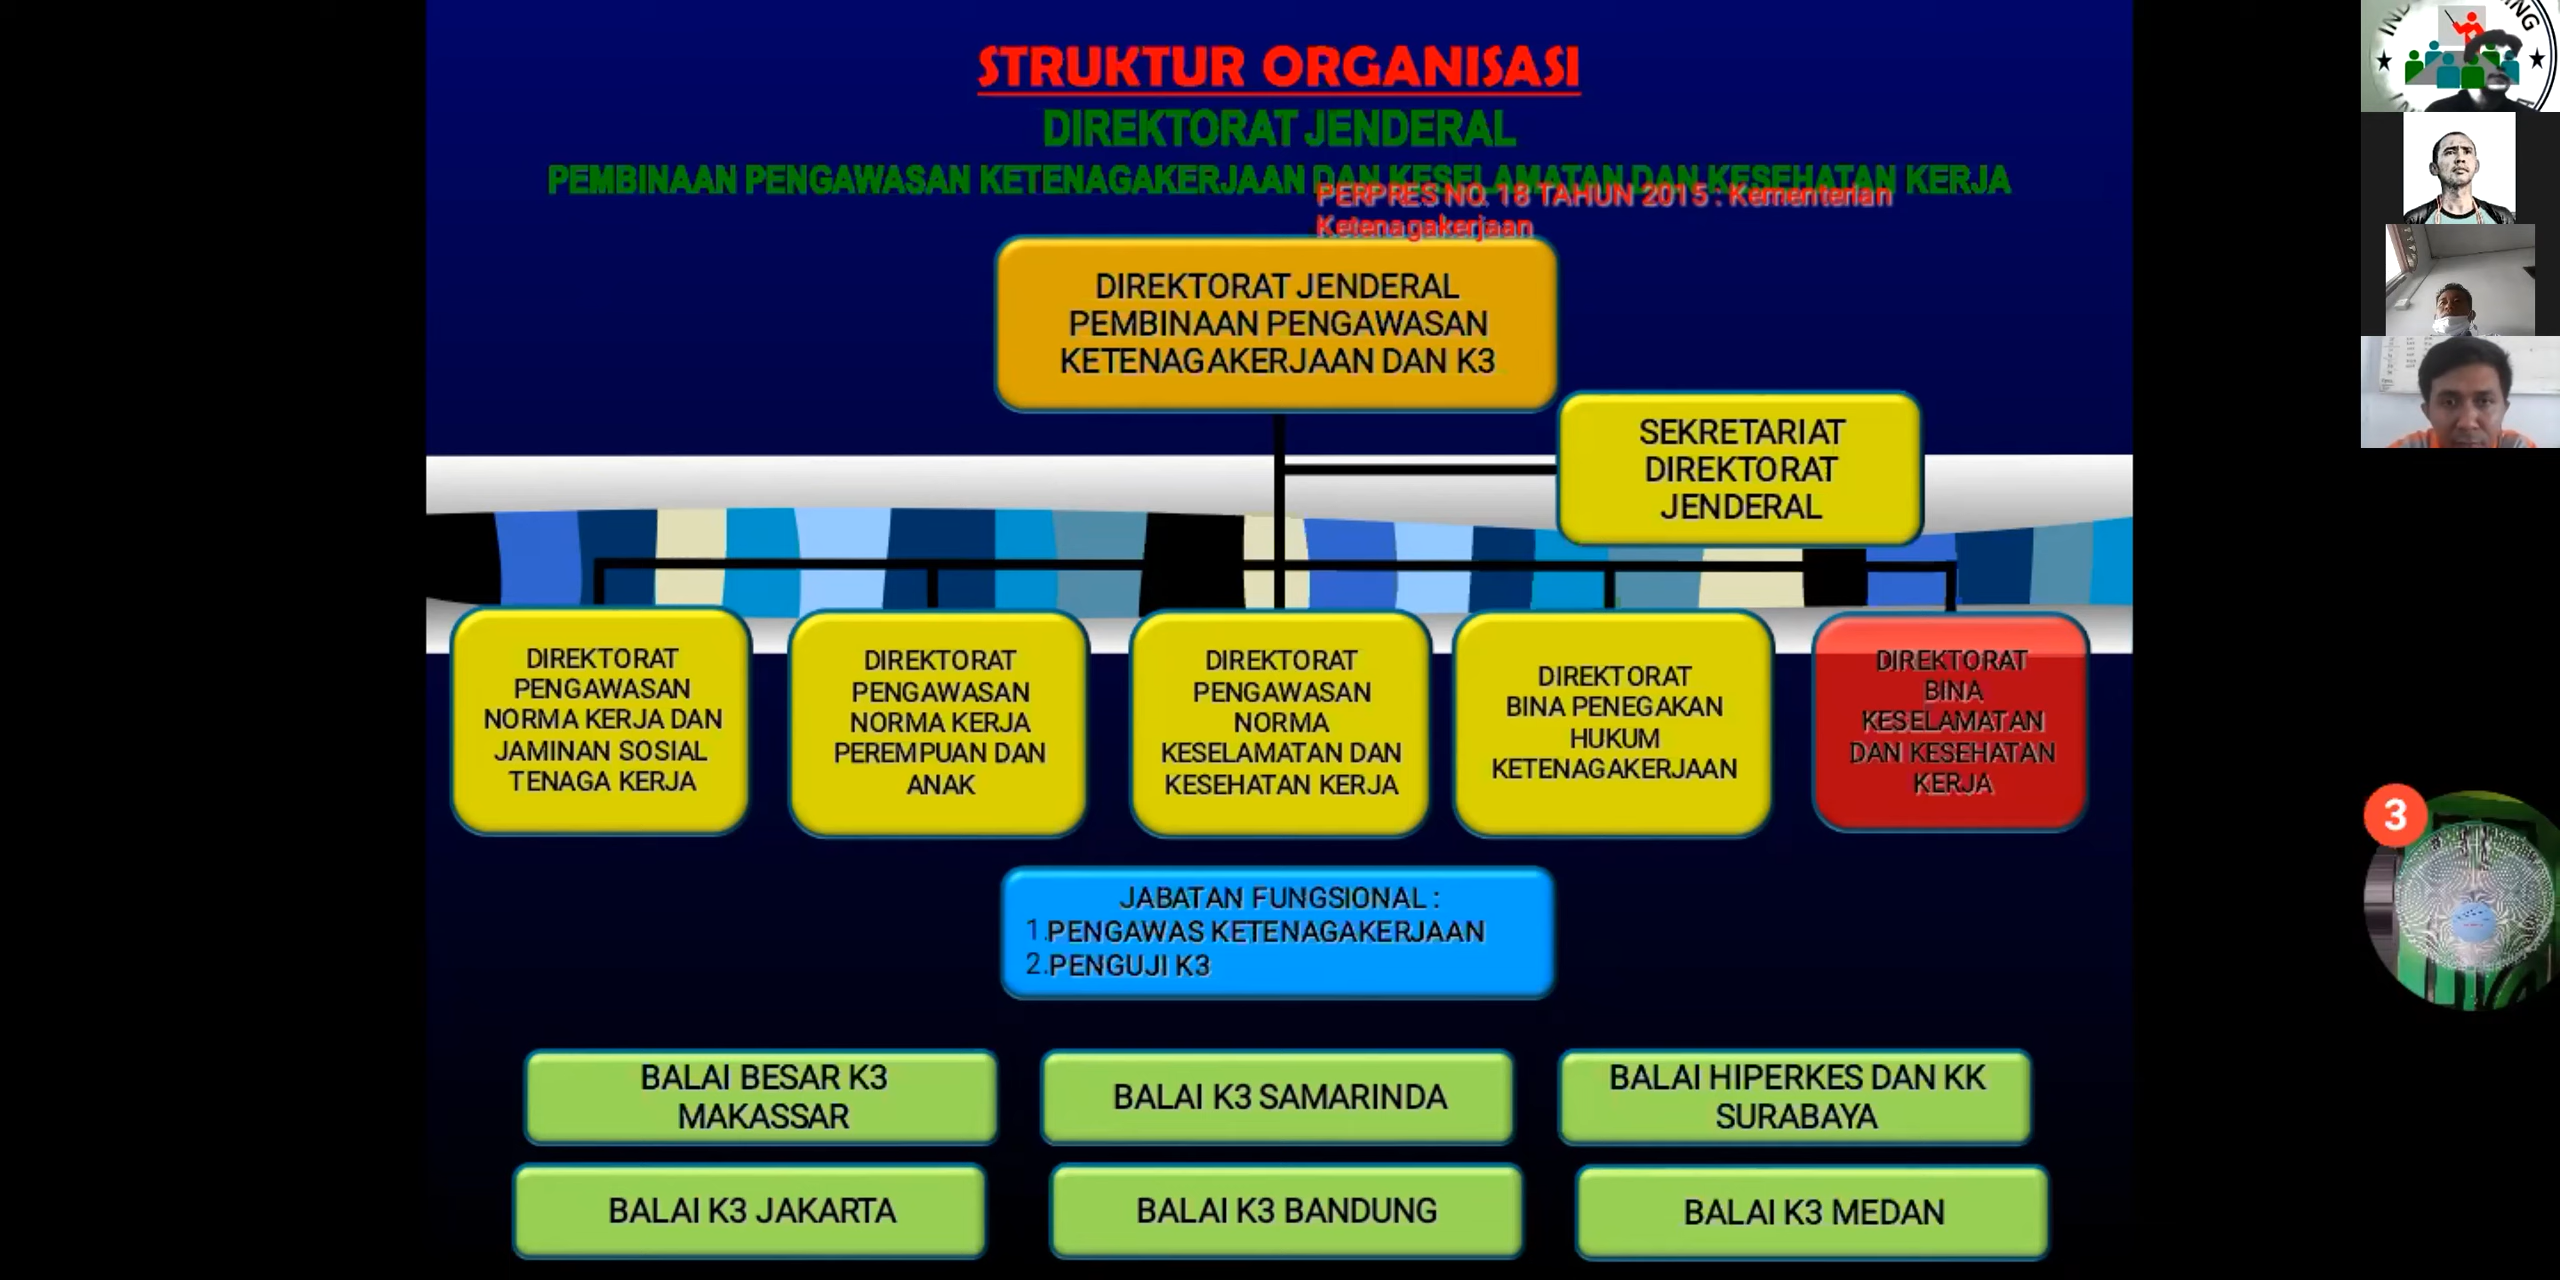 STRUKTUR ORGANISASI
DIREKTORAT JENDERAL
PEMBINAAN PENGAWASAN KETENAGAKERJAAN DAN KESELAMATAN DAN KESEHATAN KERJA
PERPRES NO. 18 TAHUN 2015 : Kementerian
Ketenagakerjaan
DIREKTORAT JENDERAL
PEMBINAAN PENGAWASAN
KETENAGAKERJAAN DAN K3
SEKRETARIAT
DIREKTORAT
JENDERAL
DIREKTORAT
PENGAWASAN
NORMA KERJA DAN
JAMINAN SOSIAL
TENAGA KERJA
DIREKTORAT
PENGAWASAN
NORMA KERJA
PEREMPUAN DAN
ANAK
DIREKTORAT
PENGAWASAN
NORMA
KESELAMATAN DAN
KESEHATAN KERJA
DIREKTORAT
BINA PENEGAKAN
HUKUM
KETENAGAKERJAAN
DIREKTORAT
BINA
KESELAMATAN
DAN KESEHATAN
KERJA
JABATAN FUNGSIONAL :
1.PENGAWAS KETENAGAKERJAAN
2.PENGUJI K3
BALAI BESAR K3
MAKASSAR
BALAI K3 SAMARINDA
BALAI HIPERKES DAN KK
SURABAYA
BALAI K3 JAKARTA
BALAI K3 BANDUNG
BALAI K3 MEDAN
3